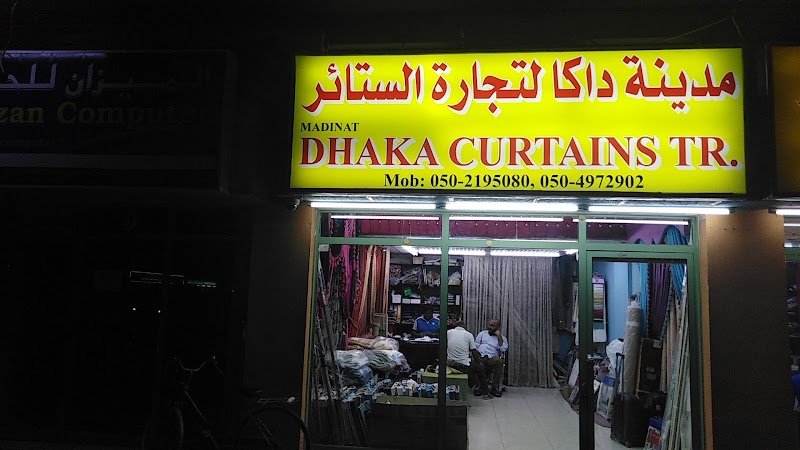 مدينة داكا لتجارة الستائر
MADINAT
DHAKA CURTAINS TR.
Mob: 050-2195080, 050-4972902